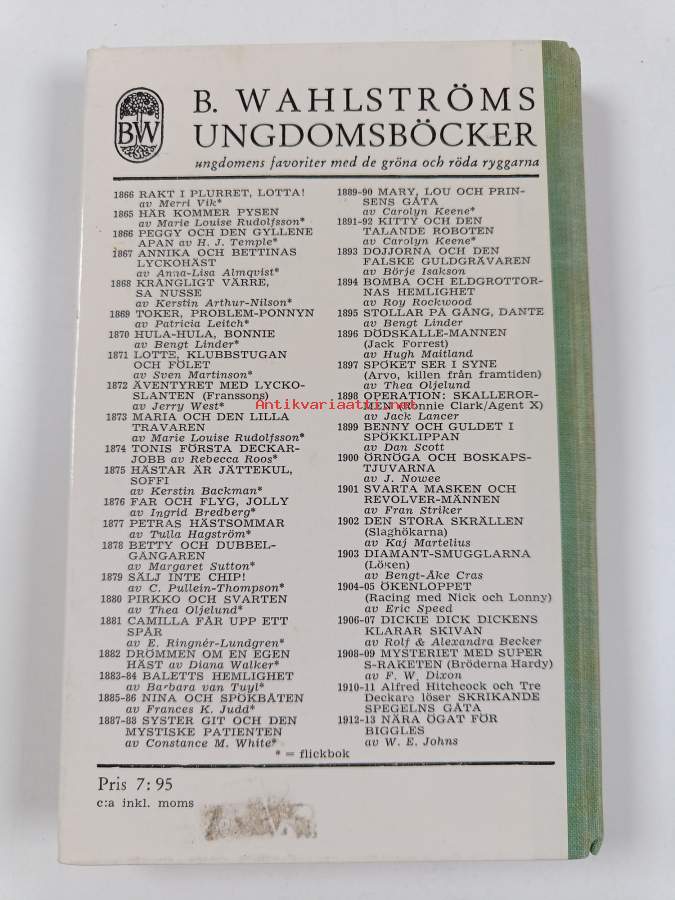 BW
B. WAHLSTRÖMS
UNGDOMSBÖCKER
ungdomens favoriter med de gröna och röda ryggarna
1866 RAKT I PLURRET, LOTTA!
av Merri Vik*
1865 HÄR KOMMER PYSEN
av Marie Louise Rudolfsson*
1866 PEGGY OCH DEN GYLLENE
APAN av H. J. Temple*
1867 ANNIKA OCH BETTINAS
LYCKOHÄST
av Anna-Lisa Almqvist*
1868 KRÅNGLIGT VÄRRE,
SA NUSSE
av Kerstin Arthur-Nilson*
1869 TOKER, PROBLEM-PONNYN
av Patricia Leitch*
1870 HULA-HULA, BONNIE
av Bengt Linder*
1871 LOTTE, KLUBBSTUGAN
OCH FÖLET
av Sven Martinson*
1872 ÄVENTYRET MED LYCKO-
SLANTEN (Franssons)
av Jerry West*
1873 MARIA OCH DEN LILLA
TRAVAREN
av Marie Louise Rudolfsson*
1874 TONIS FÖRSTA DECKAR-
JOBB av Rebecca Roos*
1875 HÄSTAR ÄR JÄTTEKUL,
SOFFI
av Kerstin Backman*
1876 FAR OCH FLYG, JOLLY
av Ingrid Bredberg*
1877 PETRAS HÄSTSOMMAR
av Tulla Hagström*
1878 BETTY OCH DUBBEL-
GÅNGAREN
av Margaret Sutton*
1879 SÄLJ INTE CHIP!
av C. Pullein-Thompson*
1880 PIRKKO OCH SVARTEN
av Thea Oljelund*
1881 CAMILLA FÅR UPP ETT
SPÅR
av E. Ringnér-Lundgren*
1882 DRÖMMEN OM EN EGEN
HÄST av Diana Walker*
1883-84 BALETTS HEMLIGHET
av Barbara van Tuyl*
1885-86 NINA OCH SPÖKBÅTEN
av Frances K. Judd*
1887-88 SYSTER GIT OCH DEN
MYSTISKE PATIENTEN
av Constance M. White*
1889-90 MARY, LOU OCH PRIN-
SENS GÅTA
av Carolyn Keene*
1891-92 KITTY OCH DEN
TALANDE ROBOTEN
av Carolyn Keene*
1893 DOJJORNA OCH DEN
FALSKE GULDGRÄVAREN
av Börje Isakson
1894 BOMBA OCH ELDGROTTOR-
NAS HEMLIGHET
av Roy Rockwood
1895 STOLLAR PÅ GÅNG, DANTE
av Bengt Linder
1896 DÖDSKALLE-MANNEN
(Jack Forrest)
av Hugh Maitland
1897 SPÖKET SER I SYNE
(Arvo, killen från framtiden)
av Thea Oljelund
1898 OPERATION: SKALLEROR-
MEN (Ronnie Clark/Agent X)
av Jack Lancer
1899 BENNY OCH GULDET I
SPÖKKLIPPAN
av Dan Scott
1900 ÖRNÖGA OCH BOSKAPS-
TJUVARNA
av J. Nowee
1901 SVARTA MASKEN OCH
REVOLVER-MÄNNEN
av Fran Striker
1902 DEN STORA SKRÄLLEN
(Slaghökarna)
av Kaj Martelius
1903 DIAMANT-SMUGGLARNA
(Löken)
av Bengt-Åke Cras
1904-05 ÖKENLOPPET
(Racing med Nick och Lonny)
av Eric Speed
1906-07 DICKIE DICK DICKENS
KLARAR SKIVAN
av Rolf & Alexandra Becker
1908-09 MYSTERIET MED SUPER
S-RAKETEN (Bröderna Hardy)
av F. W. Dixon
1910-11 Alfred Hitchcock och Tre
Deckare löser SKRIKANDE
SPEGELNS GÅTA
1912-13 NÄRA ÖGAT FÖR
BIGGLES
av W. E. Johns
* = flickbok
Pris 7: 95
c:a inkl. moms
Antikvariaatti.net